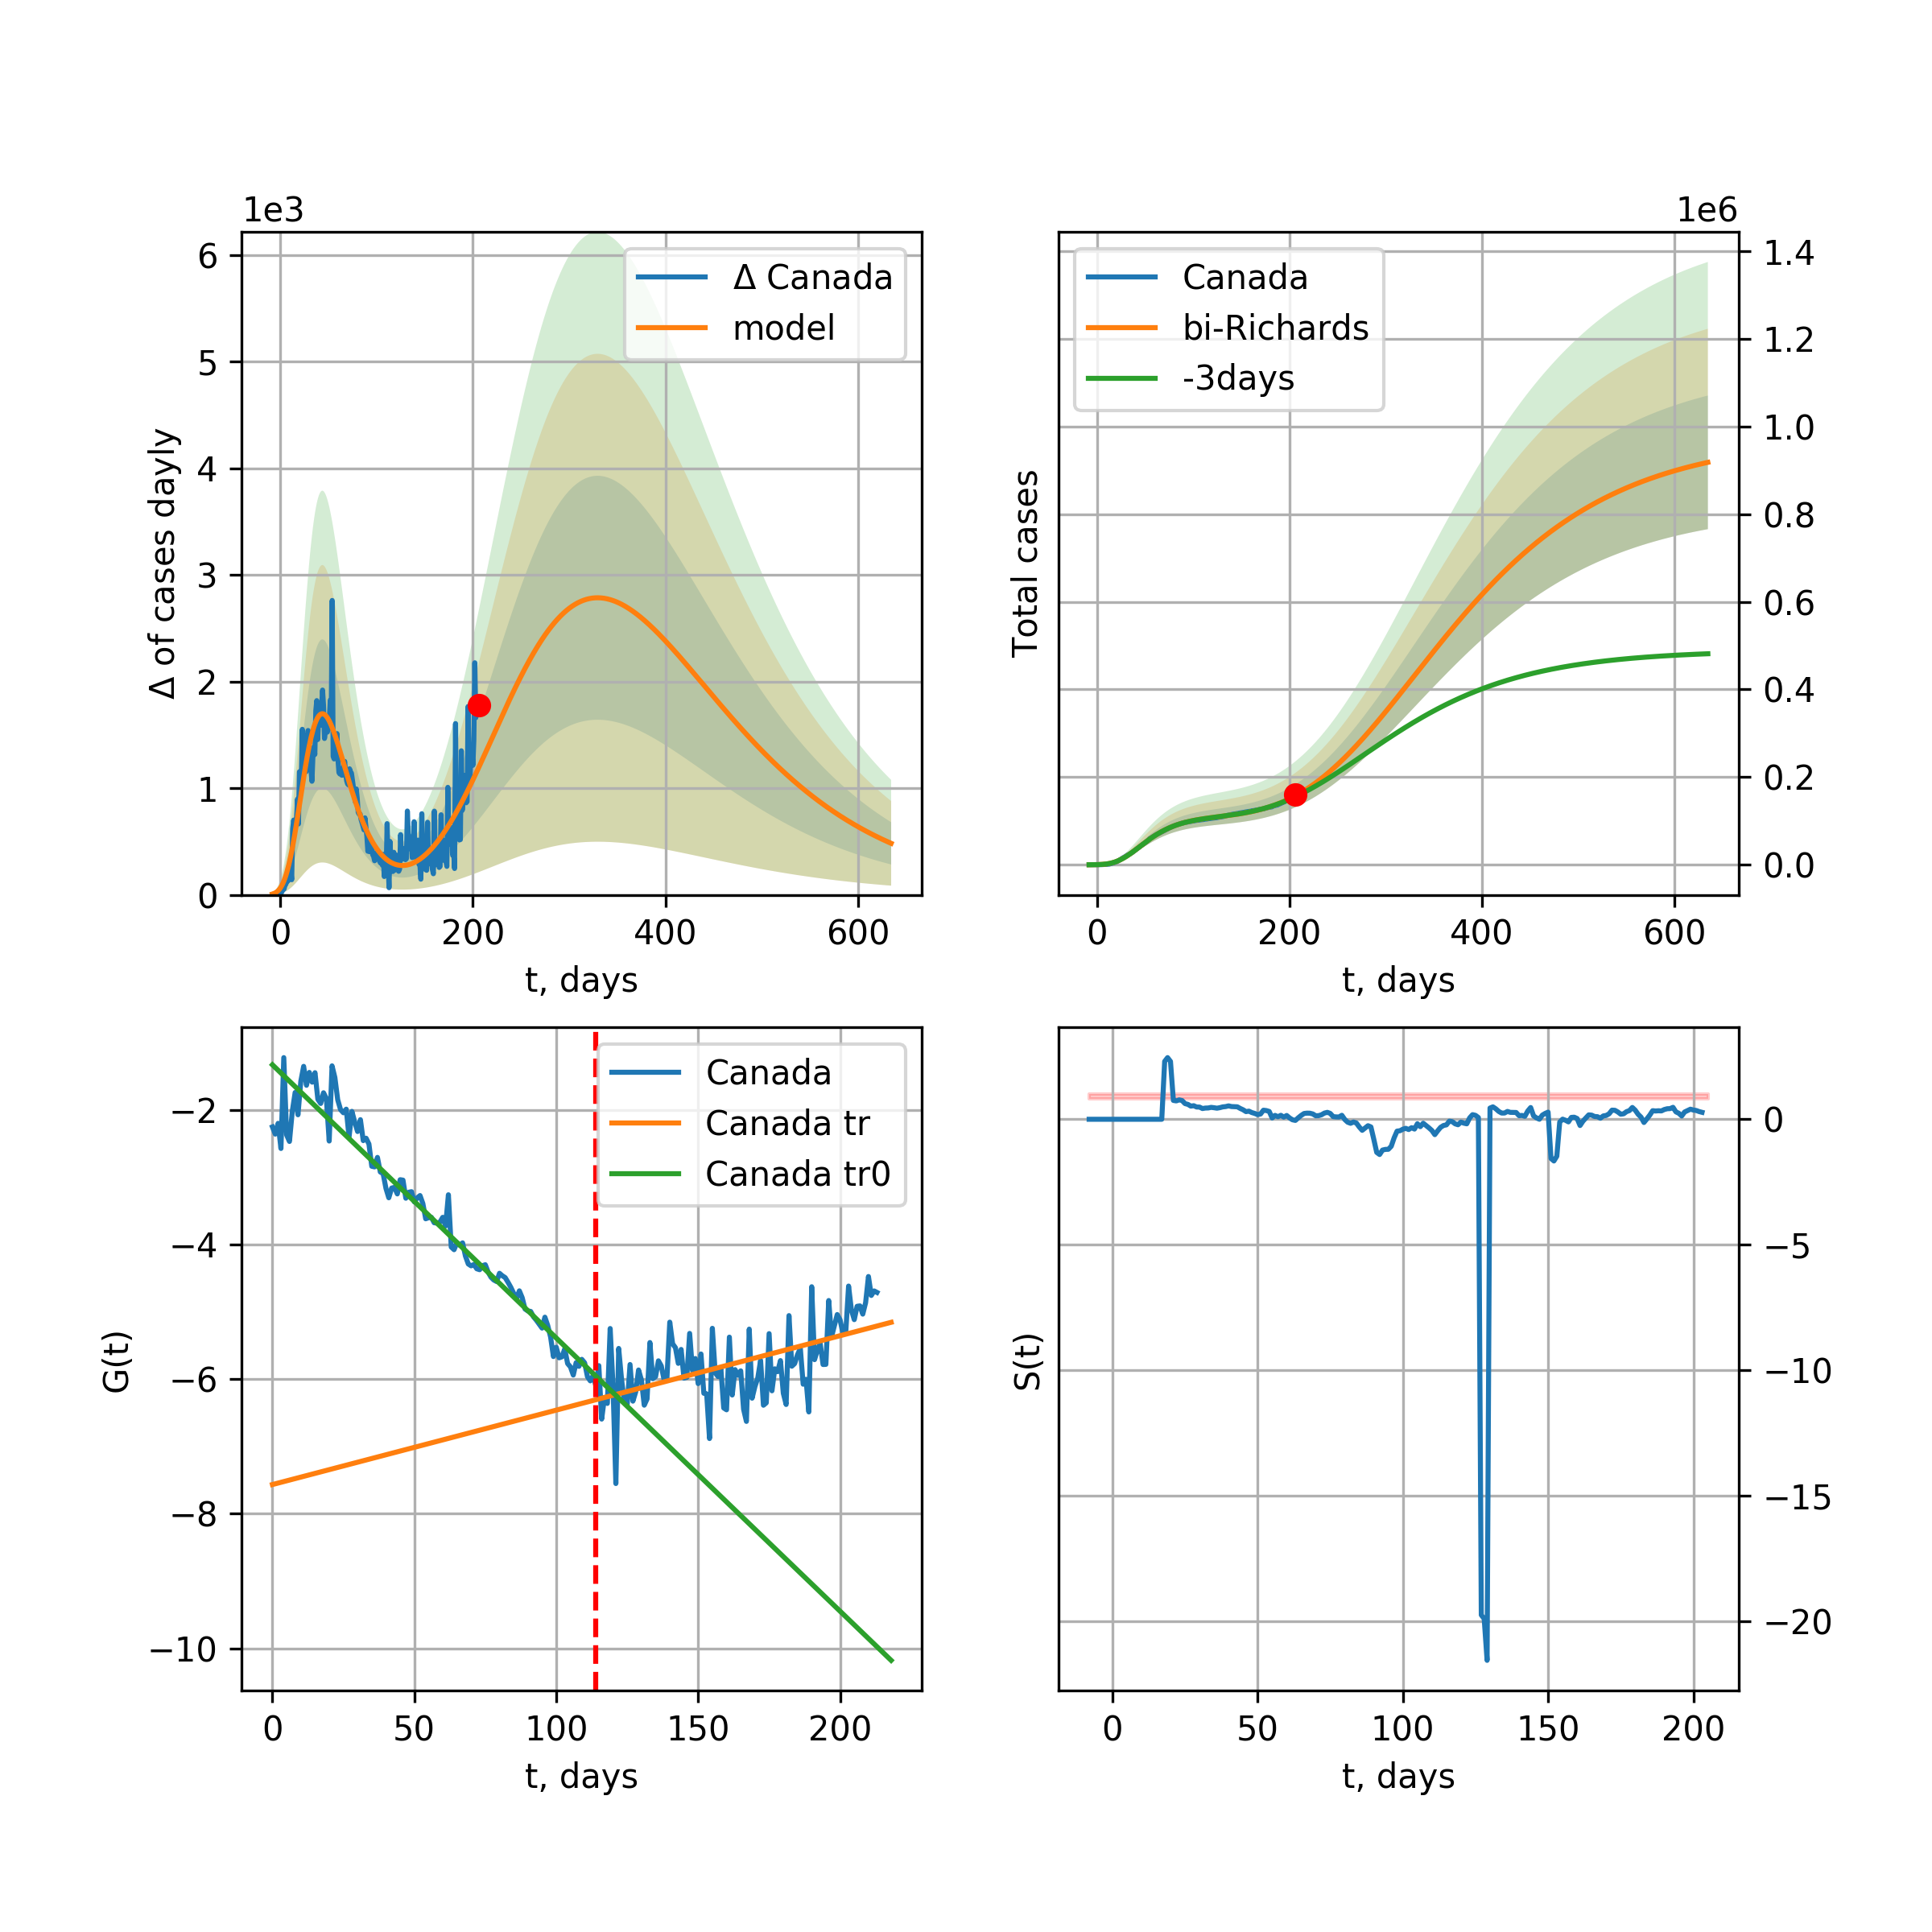 1e3
Δ of cases dayly
6
5
4
3
2
1
0
0 200 400 600
t, days
Δ Canada
model
1e6
Total cases
1.4
1.2
1.0
0.8
0.6
0.4
0.2
0.0
0 200 400 600
t, days
Canada
bi-Richards
-3days
G(t)
−2
−4
−6
−8
−10
0 50 100 150 200
t, days
Canada
Canada tr
Canada tr0
S(t)
0
−5
−10
−15
−20
0 50 100 150 200
t, days